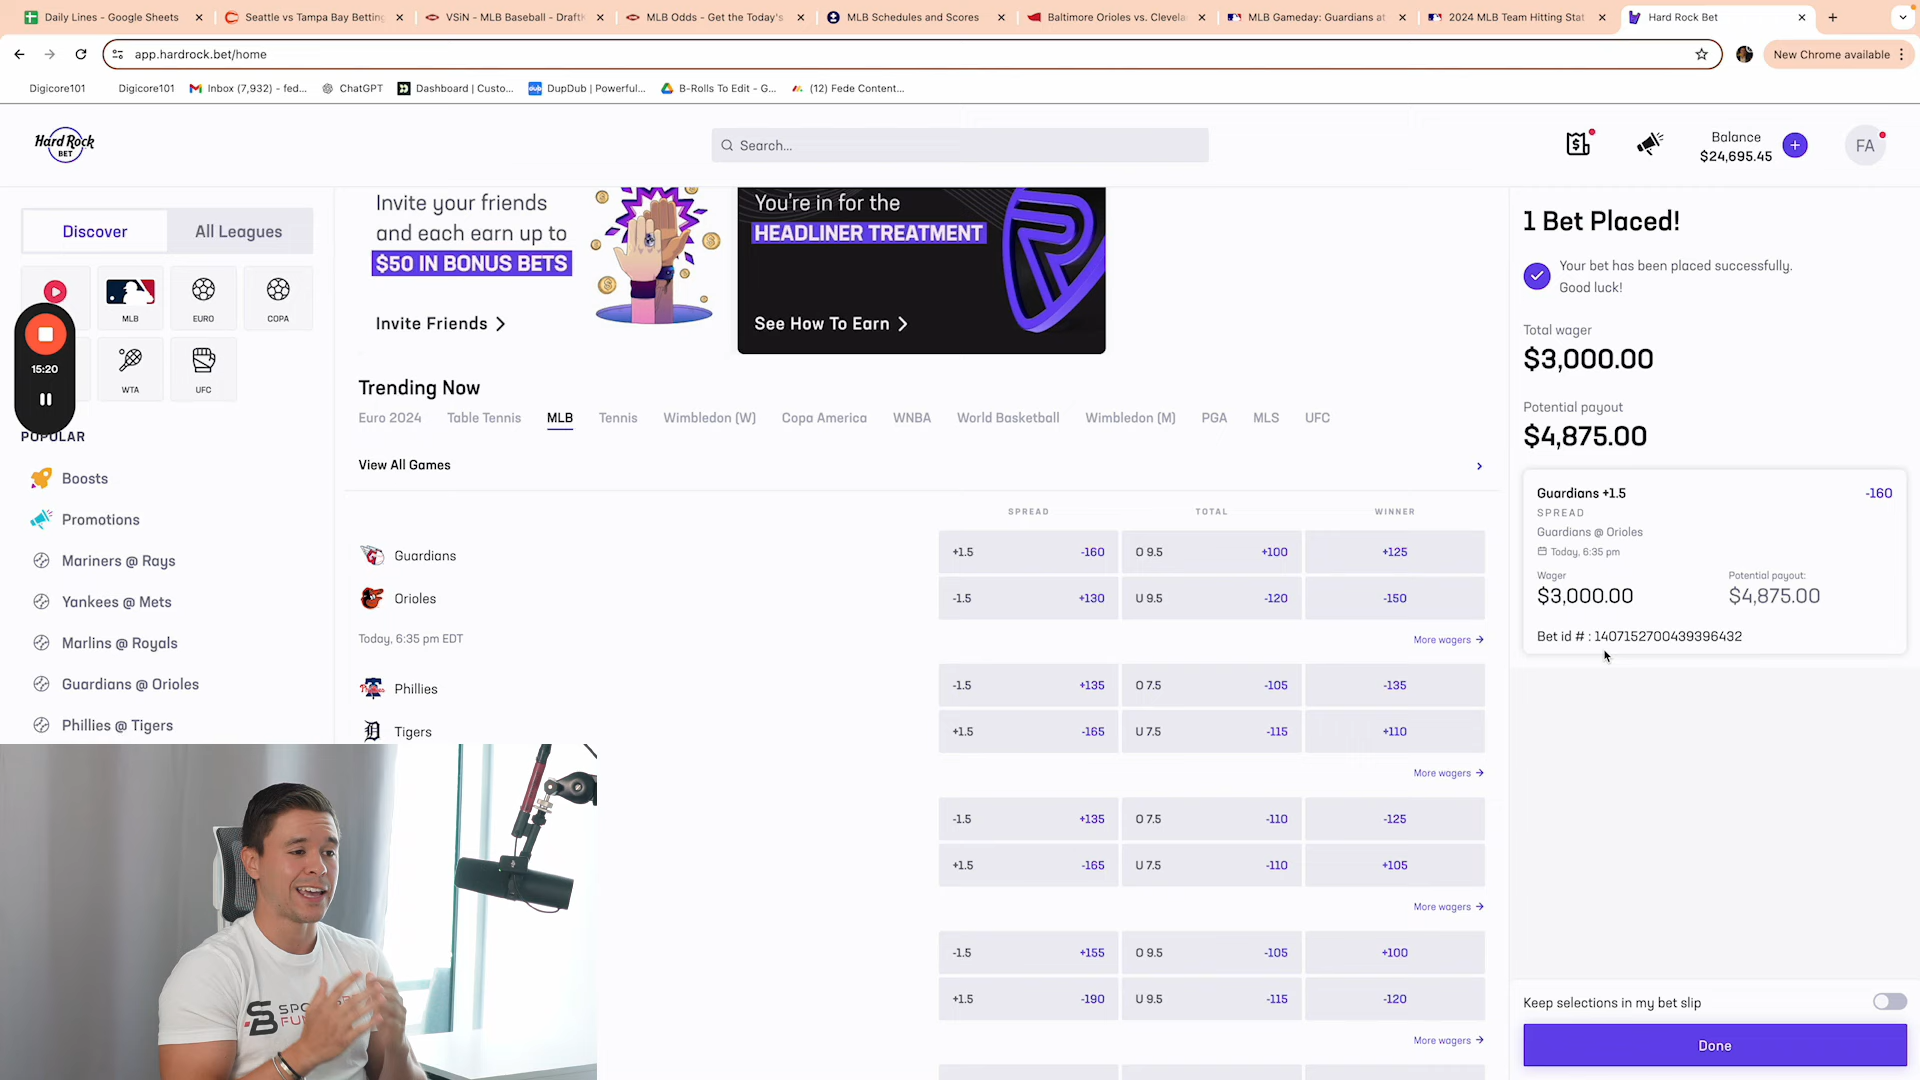 Daily Lines - Google Sheets
Seattle vs Tampa Bay Betting
VSiN - MLB Baseball - Draft
MLB Odds - Get the Today's
MLB Schedules and Scores
Baltimore Orioles vs. Clevela
MLB Gameday: Guardians at
2024 MLB Team Hitting Stat
Hard Rock Bet
app.hardrock.bet/home
New Chrome available
Digicore101
Digicore101
Inbox (7,932) - fed...
ChatGPT
Dashboard | Custo...
DupDub | Powerful...
B-Rolls To Edit - G...
(12) Fede Content...
Hard Rock
BET
Search...
Balance
$24,695.45
FA
Discover
All Leagues
MLB
EURO
COPA
15:20
WTA
UFC
POPULAR
Boosts
Promotions
Mariners @ Rays
Yankees @ Mets
Marlins @ Royals
Guardians @ Orioles
Phillies @ Tigers
Invite your friends
and each earn up to
$50 IN BONUS BETS
Invite Friends
You're in for the
HEADLINER TREATMENT
See How To Earn
Trending Now
Euro 2024 Table Tennis MLB Tennis Wimbledon (W) Copa America WNBA World Basketball Wimbledon (M) PGA MLS UFC
View All Games
SPREAD TOTAL WINNER
Guardians +1.5 -160 O 9.5 +100 +125
Orioles -1.5 +130 U 9.5 -120 -150
Today, 6:35 pm EDT
More wagers
Phillies -1.5 +135 O 7.5 -105 -135
Tigers +1.5 -165 U 7.5 -115 +110
More wagers
-1.5 +135 O 7.5 -110 -125
+1.5 -165 U 7.5 -110 +105
More wagers
-1.5 +155 O 9.5 -105 +100
+1.5 -190 U 9.5 -115 -120
More wagers
1 Bet Placed!
Your bet has been placed successfully.
Good luck!
Total wager
$3,000.00
Potential payout
$4,875.00
Guardians +1.5 -160
SPREAD
Guardians @ Orioles
Today, 6:35 pm
Wager Potential payout:
$3,000.00 $4,875.00
Bet id # : 1407152700439396432
Keep selections in my bet slip
Done